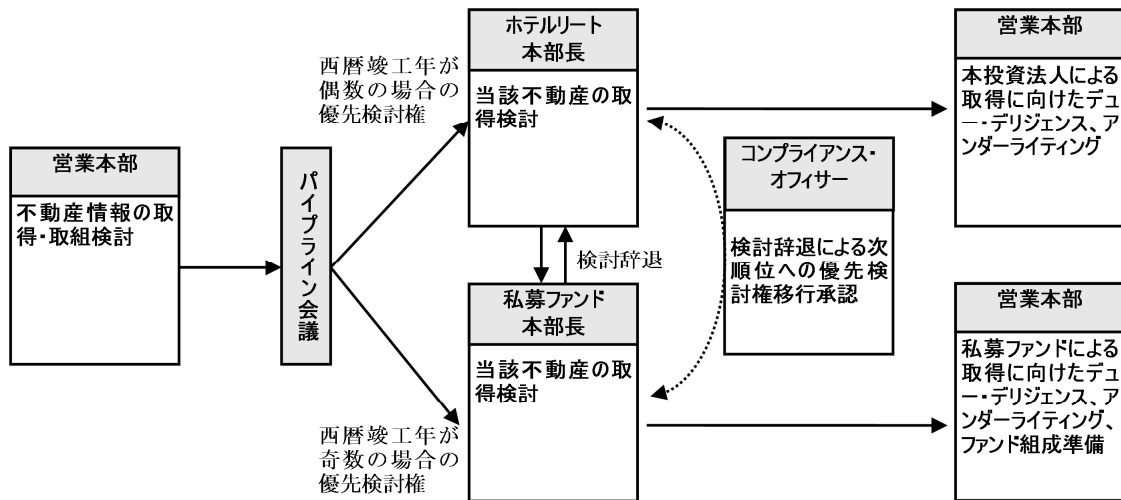 営業本部
不動産情報の取
得・取組検討
パイプライン会議
西暦竣工年が
偶数の場合の
優先検討権
西暦竣工年が
奇数の場合の
優先検討権
ホテルリート
本部長
当該不動産の取
得検討
検討辞退
私募ファンド
本部長
当該不動産の取
得検討
コンプライアンス・
オフィサー
検討辞退による次
順位への優先検
討権移行承認
営業本部
本投資法人による
取得に向けたデュ
ー・デリジェンス、ア
ンダーライティング
営業本部
私募ファンドによる
取得に向けたデュ
ー・デリジェンス、ア
ンダーライティング、
ファンド組成準備